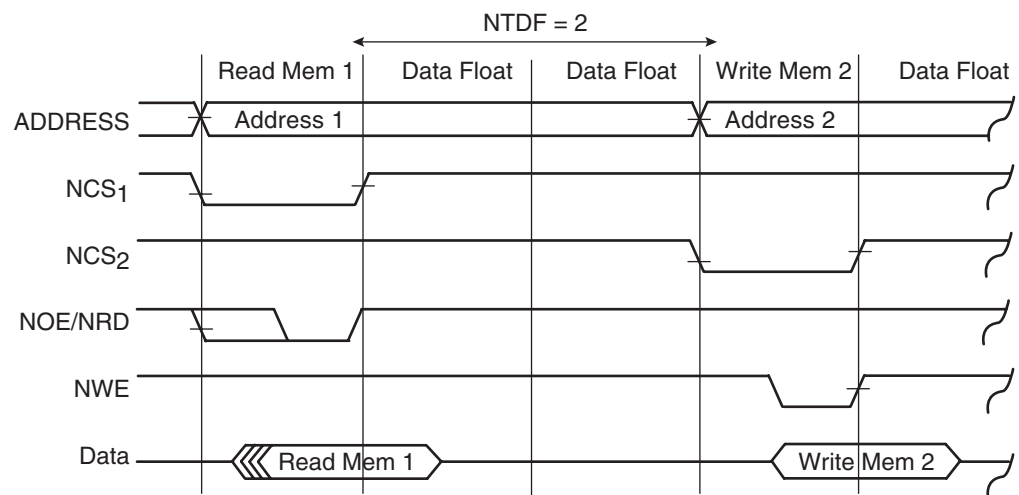 NTDF = 2
Read Mem 1 Data Float Data Float Write Mem 2 Data Float
ADDRESS Address 1 Address 2
NCS1
NCS2
NOE/NRD
NWE
Data Read Mem 1 Write Mem 2